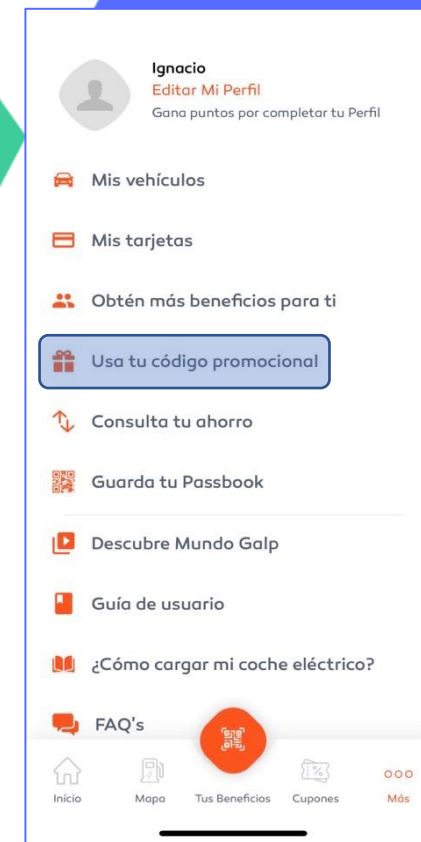 Ignacio
Editar Mi Perfil
Gana puntos por completar tu Perfil
Mis vehículos
Mis tarjetas
Obtén más beneficios para ti
Usa tu código promocional
Consulta tu ahorro
Guarda tu Passbook
Descubre Mundo Galp
Guía de usuario
¿Cómo cargar mi coche eléctrico?
FAQ's
Início Mapa Tus Beneficios Cupones Más